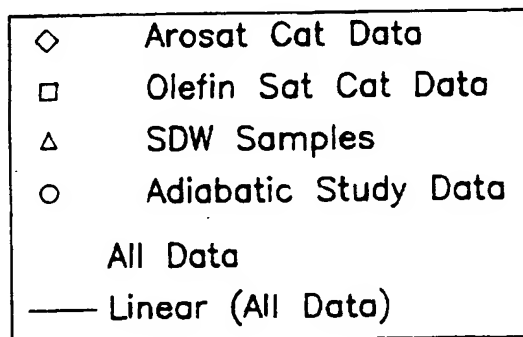 Arosat Cat Data
Olefin Sat Cat Data
SDW Samples
Adiabatic Study Data
All Data
Linear (All Data)